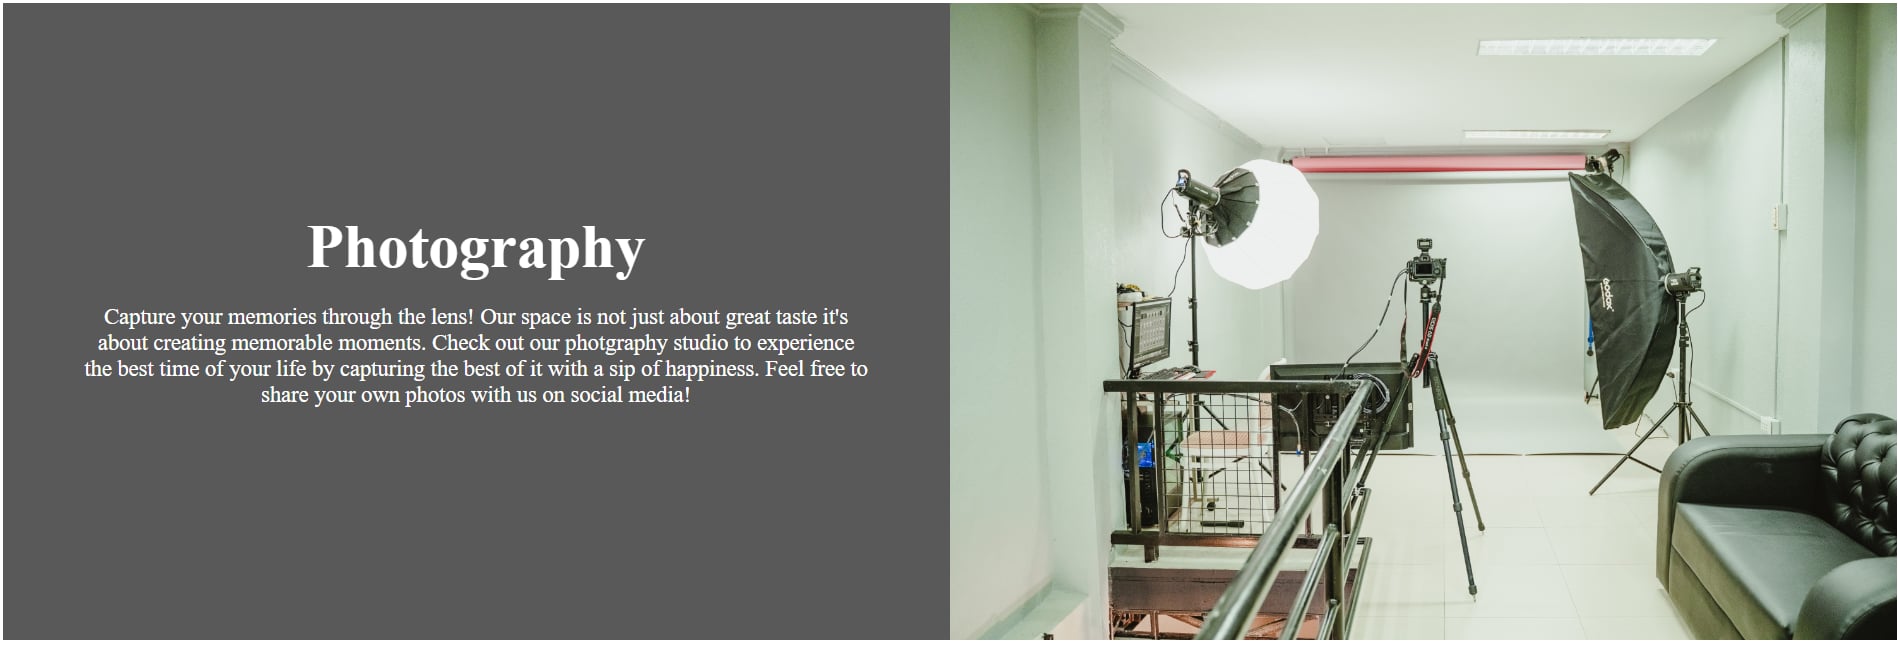 Photography
Capture your memories through the lens! Our space is not just about great taste it's
about creating memorable moments. Check out our photgraphy studio to experience
the best time of your life by capturing the best of it with a sip of happiness. Feel free to
share your own photos with us on social media!
Godox